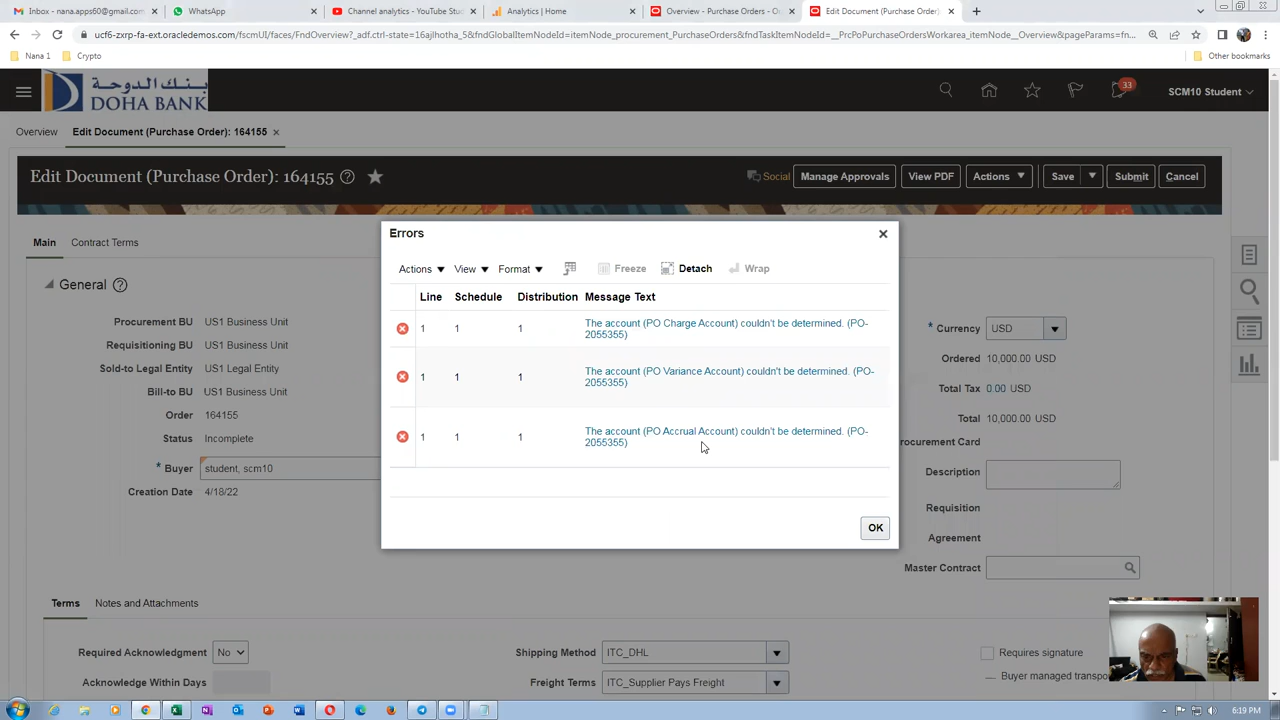 Inbox - nana.apps60@gmail.com
WhatsApp
Channel analytics - YouTube Stu
Analytics | Home
Overview - Purchase Orders - O
Edit Document (Purchase Order)
ucf6-zxrp-fa-ext.oracledemos.com/fscmUI/faces/FndOverview?_adf.ctrl-state=16ajlhotha_5&fndGlobalItemNodeId=itemNode_procurement_PurchaseOrders&fndTaskItemNodeId=__PrcPoPurchaseOrdersWorkarea_itemNode__Overview&pageParams=fn...
Nana 1
Crypto
Other bookmarks
بنك الدوحة
DOHA BANK
33
SCM10 Student
Overview
Edit Document (Purchase Order): 164155
Edit Document (Purchase Order): 164155
Social
Manage Approvals
View PDF
Actions
Save
Submit
Cancel
Main
Contract Terms
General
Procurement BU US1 Business Unit
Requisitioning BU US1 Business Unit
Sold-to Legal Entity US1 Legal Entity
Bill-to BU US1 Business Unit
Order 164155
Status Incomplete
* Buyer student, scm10
Creation Date 4/18/22
Errors
Actions View Format Freeze Detach Wrap
Line Schedule Distribution Message Text
1 1 1 The account (PO Charge Account) couldn't be determined. (PO-
2055355)
1 1 1 The account (PO Variance Account) couldn't be determined. (PO-
2055355)
1 1 1 The account (PO Accrual Account) couldn't be determined. (PO-
2055355)
OK
* Currency USD
Ordered 10,000.00 USD
Total Tax 0.00 USD
Total 10,000.00 USD
rocurement Card
Description
Requisition
Agreement
Master Contract
Terms
Notes and Attachments
Required Acknowledgment No
Acknowledge Within Days
Shipping Method ITC_DHL
Freight Terms ITC_Supplier Pays Freight
Requires signature
Buyer managed transpo
6:19 PM